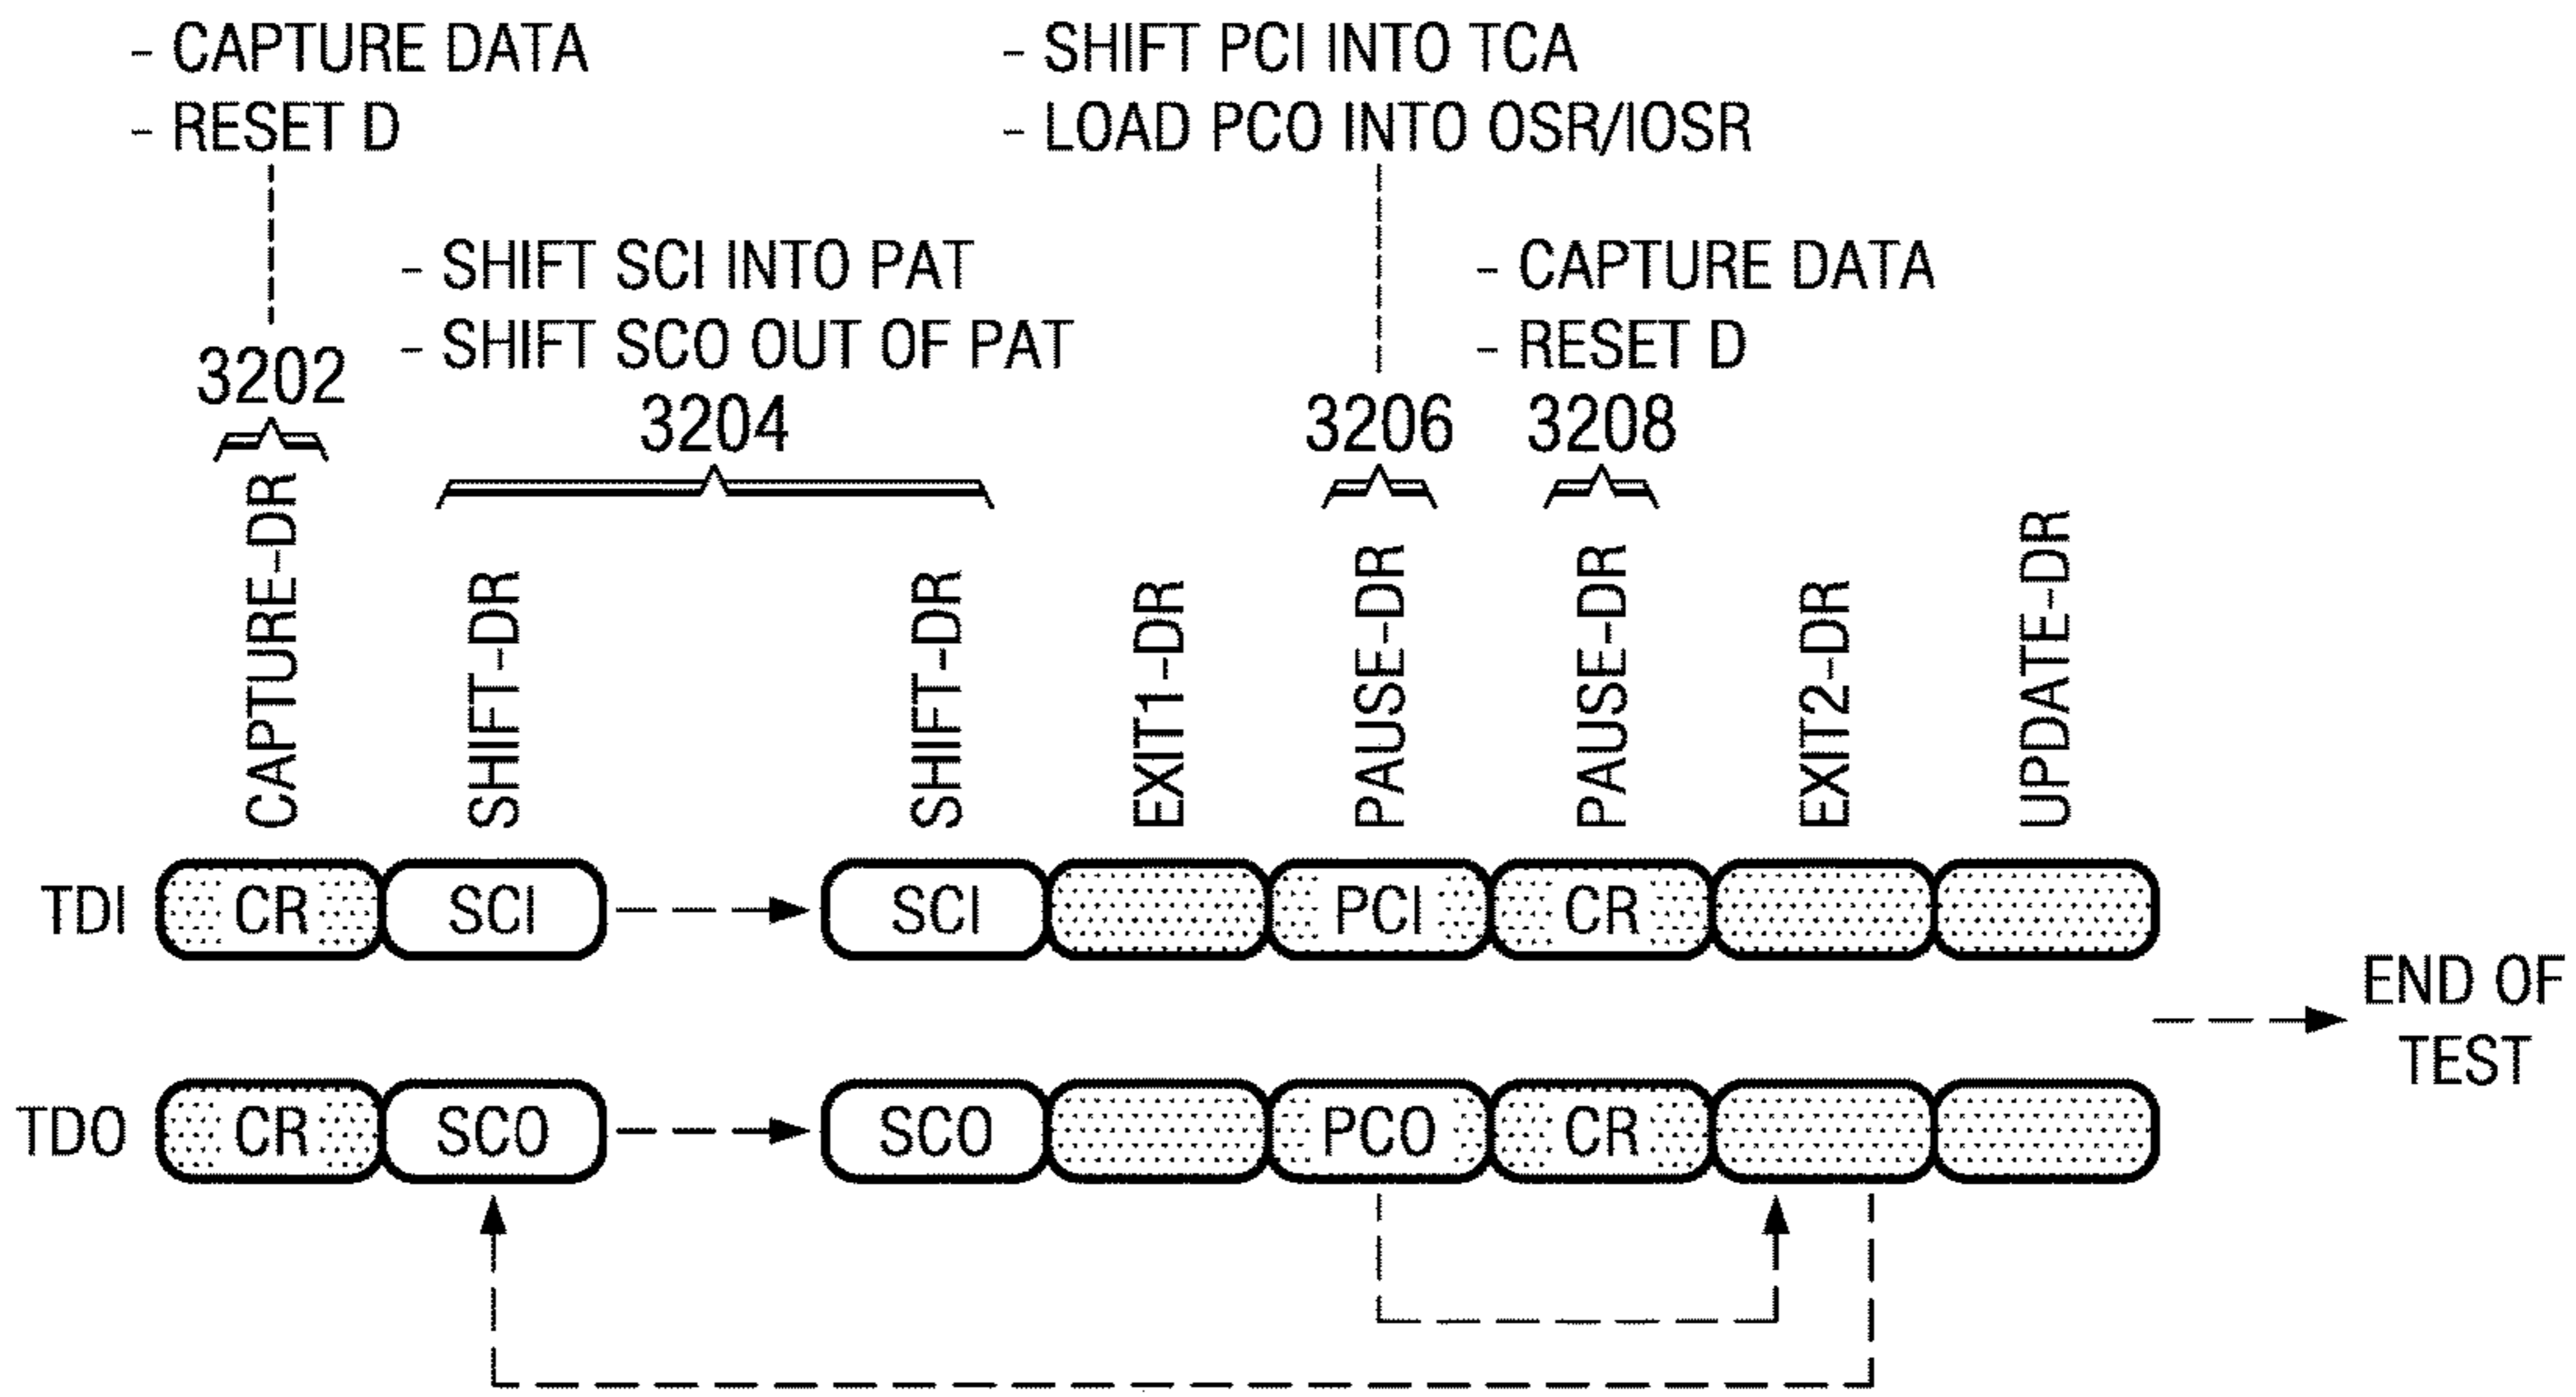 - CAPTURE DATA
- RESET D
- SHIFT PCI INTO TCA
- LOAD PCO INTO OSR/IOSR
- SHIFT SCI INTO PAT
- SHIFT SCO OUT OF PAT
- CAPTURE DATA
- RESET D
3202
3204
3206
3208
CAPTURE-DR
SHIFT-DR
SHIFT-DR
EXIT1-DR
PAUSE-DR
PAUSE-DR
EXIT2-DR
UPDATE-DR
TDI CR SCI SCI PCI CR
END OF
TEST
TDO CR SCO SCO PCO CR